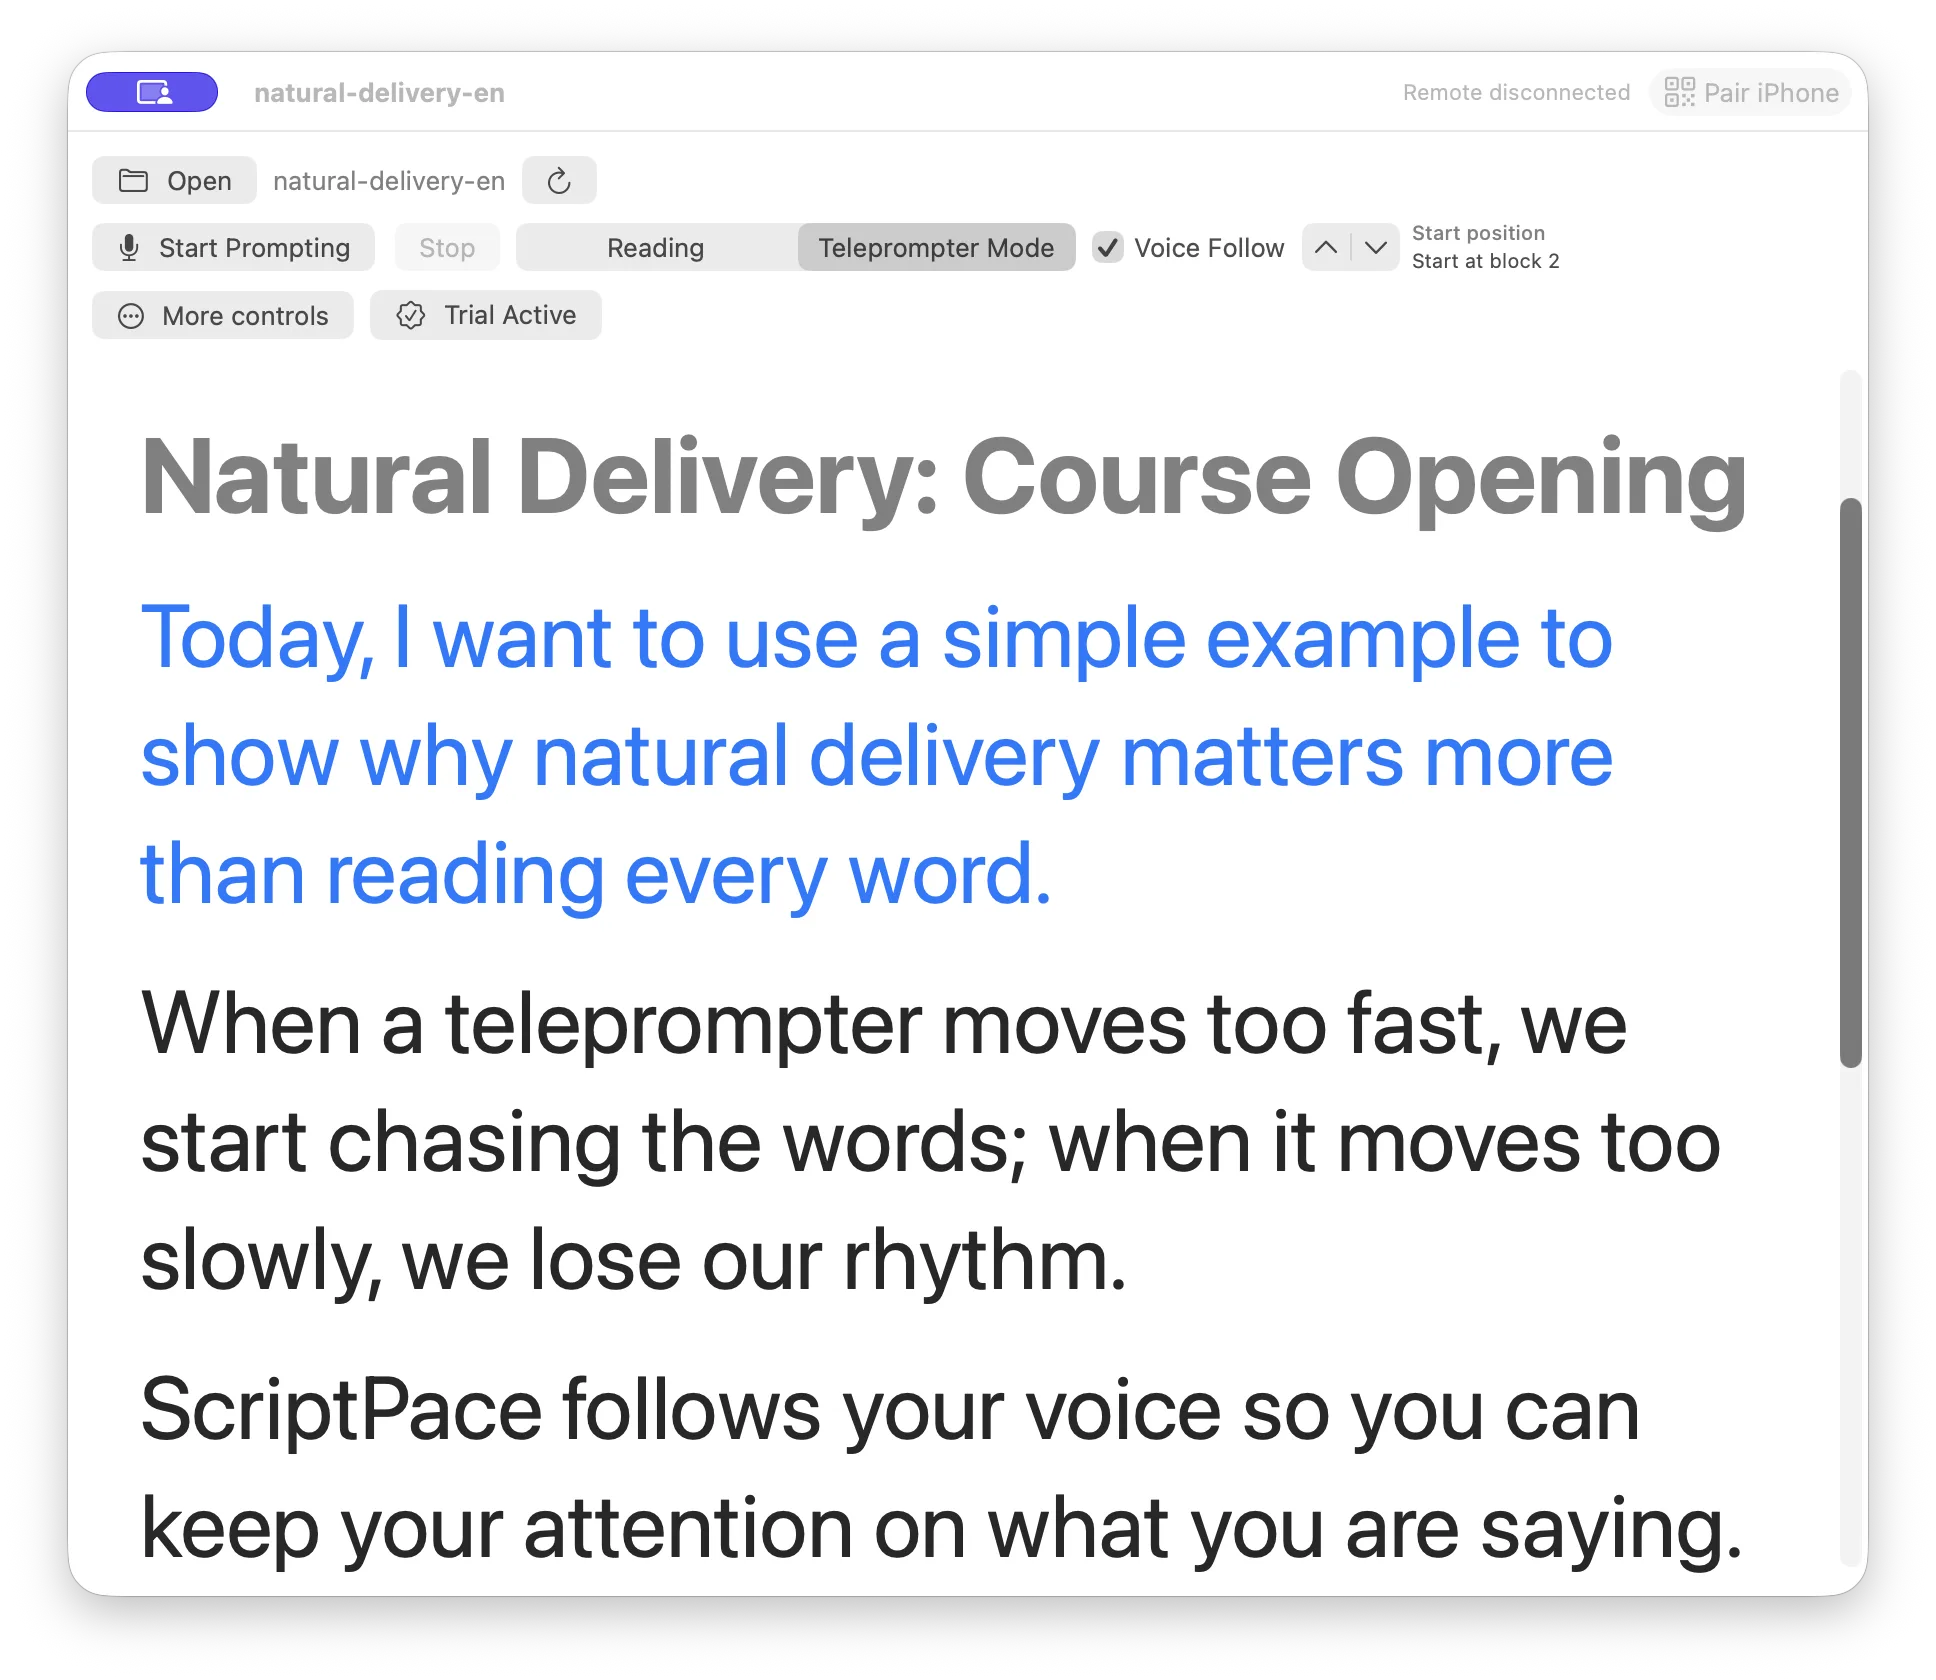 natural-delivery-en
Remote disconnected
Pair iPhone
Open
natural-delivery-en
Start Prompting
Stop
Reading
Teleprompter Mode
Voice Follow
Start position
Start at block 2
More controls
Trial Active
Natural Delivery: Course Opening
Today, I want to use a simple example to
show why natural delivery matters more
than reading every word.
When a teleprompter moves too fast, we
start chasing the words; when it moves too
slowly, we lose our rhythm.
ScriptPace follows your voice so you can
keep your attention on what you are saying.